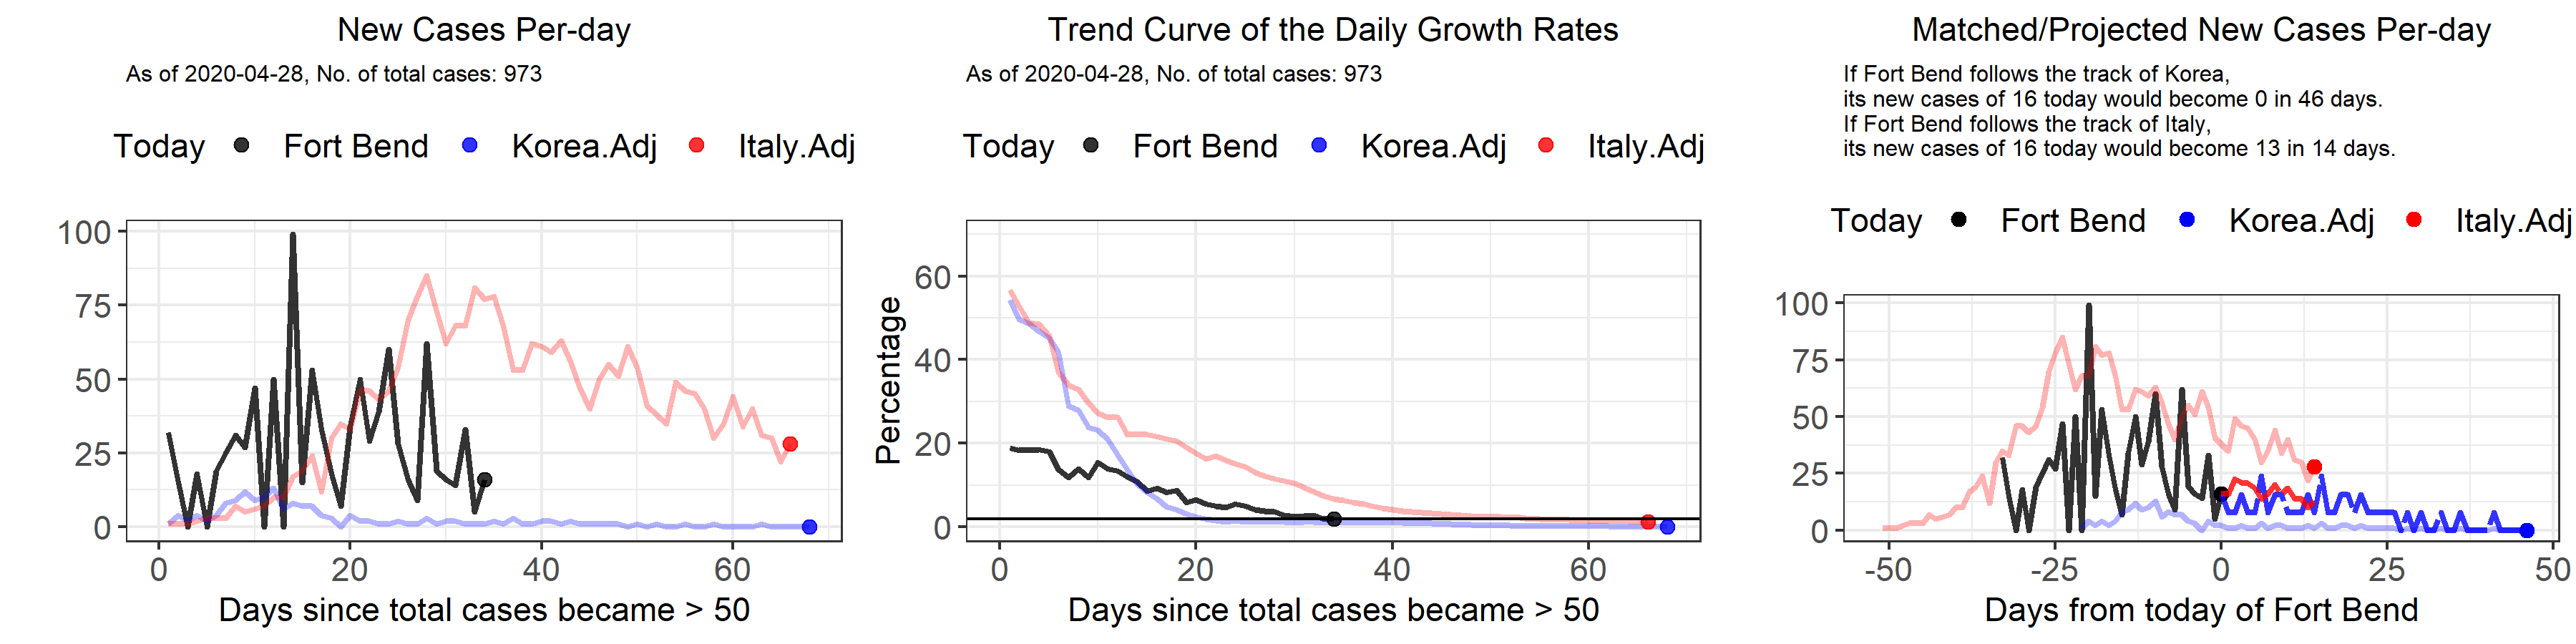 New Cases Per-day
As of 2020-04-28, No. of total cases: 973
Today Fort Bend Korea.Adj Italy.Adj
100
75
50
25
0
0 20 40 60
Days since total cases became > 50
Trend Curve of the Daily Growth Rates
As of 2020-04-28, No. of total cases: 973
Today Fort Bend Korea.Adj Italy.Adj
Percentage
60
40
20
0
0 20 40 60
Days since total cases became > 50
Matched/Projected New Cases Per-day
If Fort Bend follows the track of Korea,
its new cases of 16 today would become 0 in 46 days.
If Fort Bend follows the track of Italy,
its new cases of 16 today would become 13 in 14 days.
Today Fort Bend Korea.Adj Italy.Adj
100
75
50
25
0
-50 -25 0 25 50
Days from today of Fort Bend